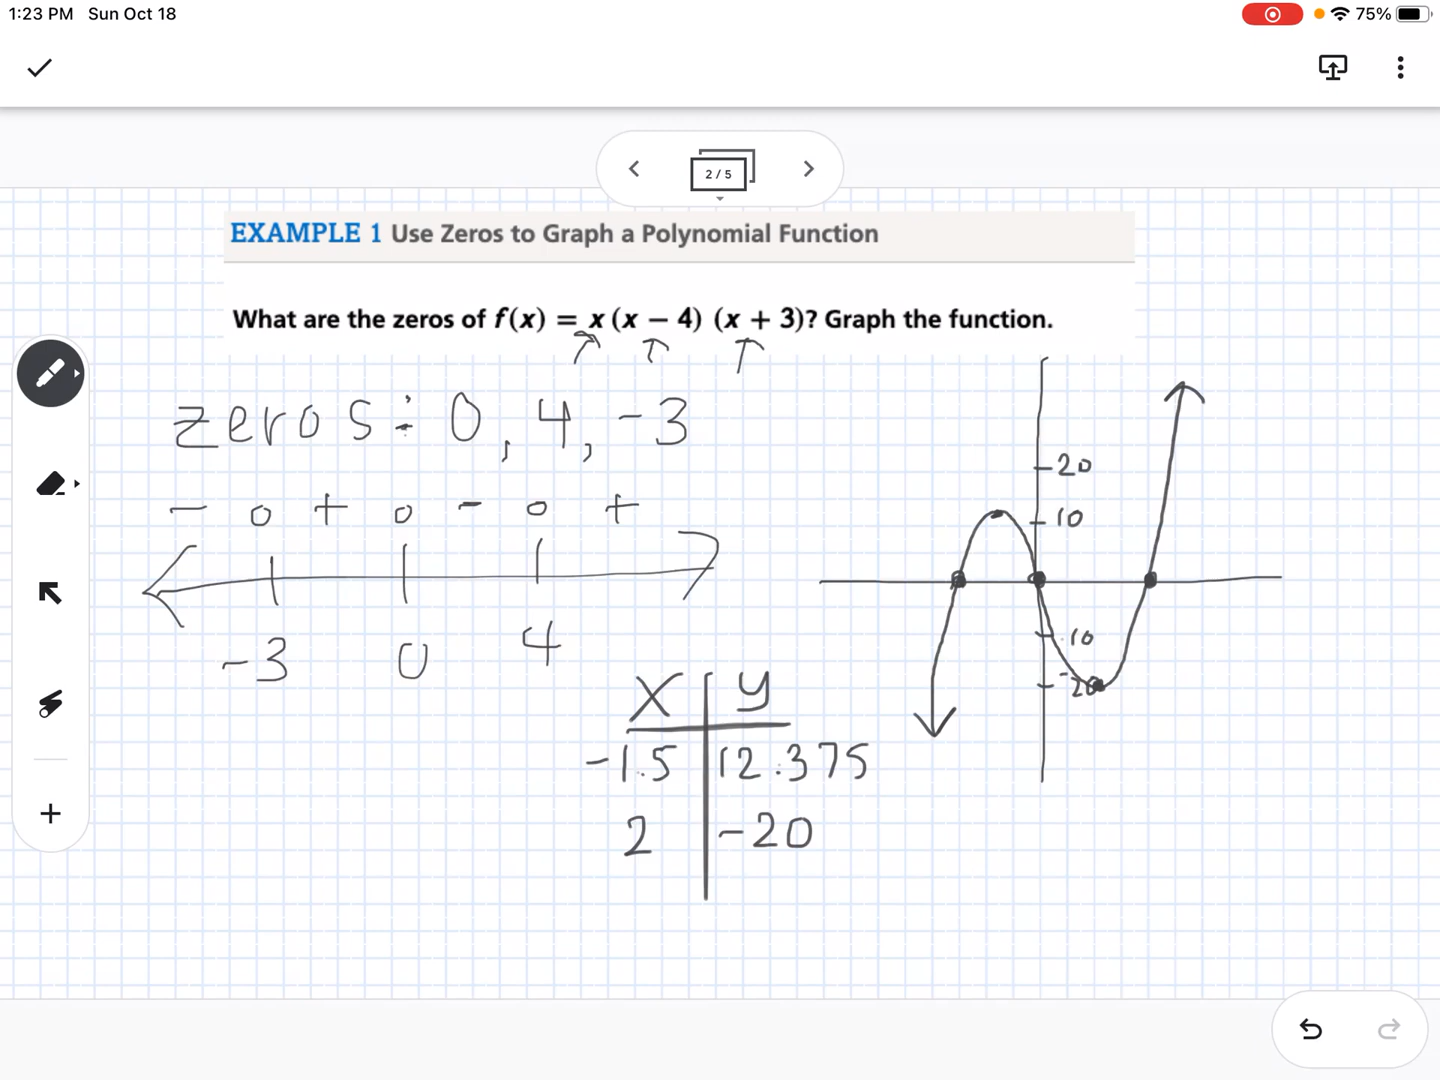 1:23 PM Sun Oct 18
75%
2 / 5
EXAMPLE 1 Use Zeros to Graph a Polynomial Function
What are the zeros of f(x) = x (x − 4) (x + 3)? Graph the function.
zeros: 0, 4, -3
- 0 + 0 - 0 +
-3 0 4
x y
-1.5 12.375
2 -20
20
10
-10
-20